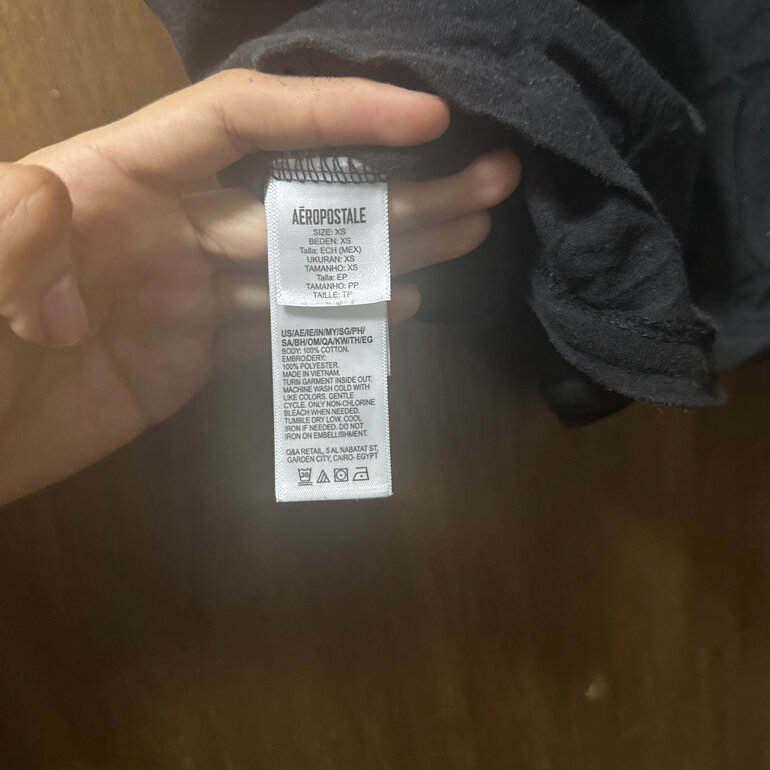 AĒROPOSTALE
SIZE: XS
BEDEN: XS
Talla: ECH (MEX)
UKURAN: XS
TAMANHO: XS
Talla: EP
TAMANHO: PP
TAILLE: TP
US/AE/IE/IN/MY/SG/PH/
SA/BH/OM/QA/KW/TH/EG
BODY: 100% COTTON.
EMBROIDERY:
100% POLYESTER.
MADE IN VIETNAM.
TURN GARMENT INSIDE OUT.
MACHINE WASH COLD WITH
LIKE COLORS. GENTLE
CYCLE. ONLY NON-CHLORINE
BLEACH WHEN NEEDED.
TUMBLE DRY LOW. COOL
IRON IF NEEDED. DO NOT
IRON ON EMBELLISHMENT.
Q&A RETAIL, 5 AL NABATAT ST,
GARDEN CITY, CAIRO- EGYPT
30